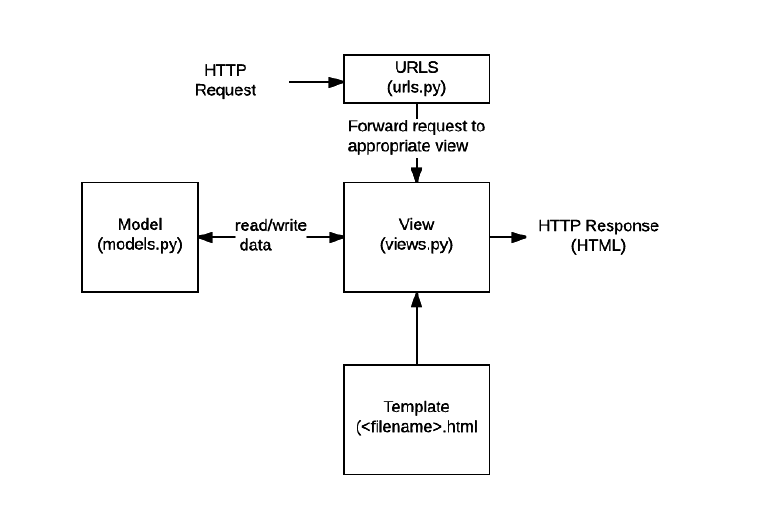 HTTP
Request
URLS
(urls.py)
Forward request to
appropriate view
Model
(models.py)
read/write
data
View
(views.py)
HTTP Response
(HTML)
Template
(<filename>.html